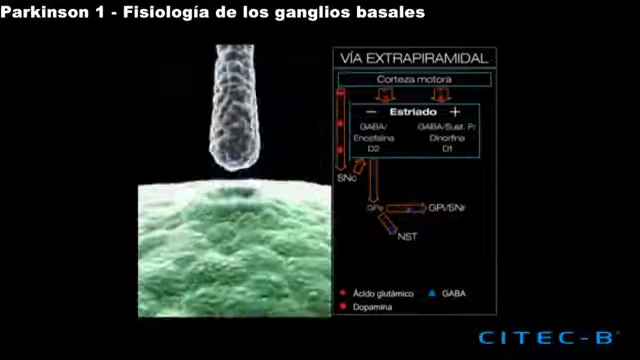 Parkinson 1 - Fisiología de los ganglios basales
VÍA EXTRAPIRAMIDAL
Corteza motora
− Estriado +
GABA/ GABA/Sust. P/
Encefalina Dinorfina
D2 D1
SNc
GPe GPi/SNr
NST
Ácido glutámico GABA
Dopamina
CITEC-B